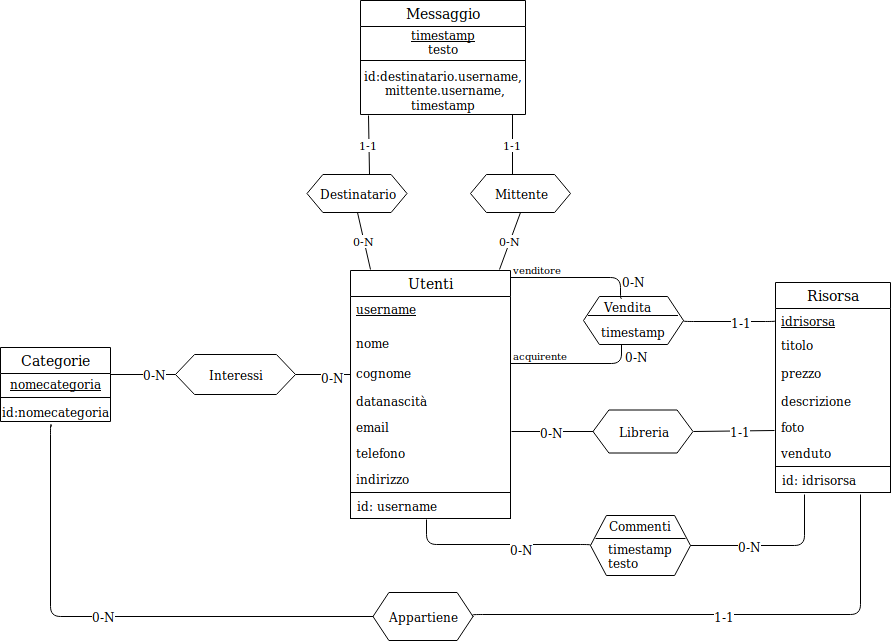 Messaggio
timestamp
testo
id:destinatario.username,
mittente.username,
timestamp
1-1
1-1
Destinatario
Mittente
0-N
0-N
Utenti
username
nome
cognome
datanascità
email
telefono
indirizzo
id: username
venditore
0-N
Vendita
timestamp
acquirente
0-N
1-1
Risorsa
idrisorsa
titolo
prezzo
descrizione
foto
venduto
id: idrisorsa
Categorie
nomecategoria
id:nomecategoria
0-N
Interessi
0-N
0-N
Libreria
1-1
0-N
Commenti
timestamp
testo
0-N
0-N
Appartiene
1-1